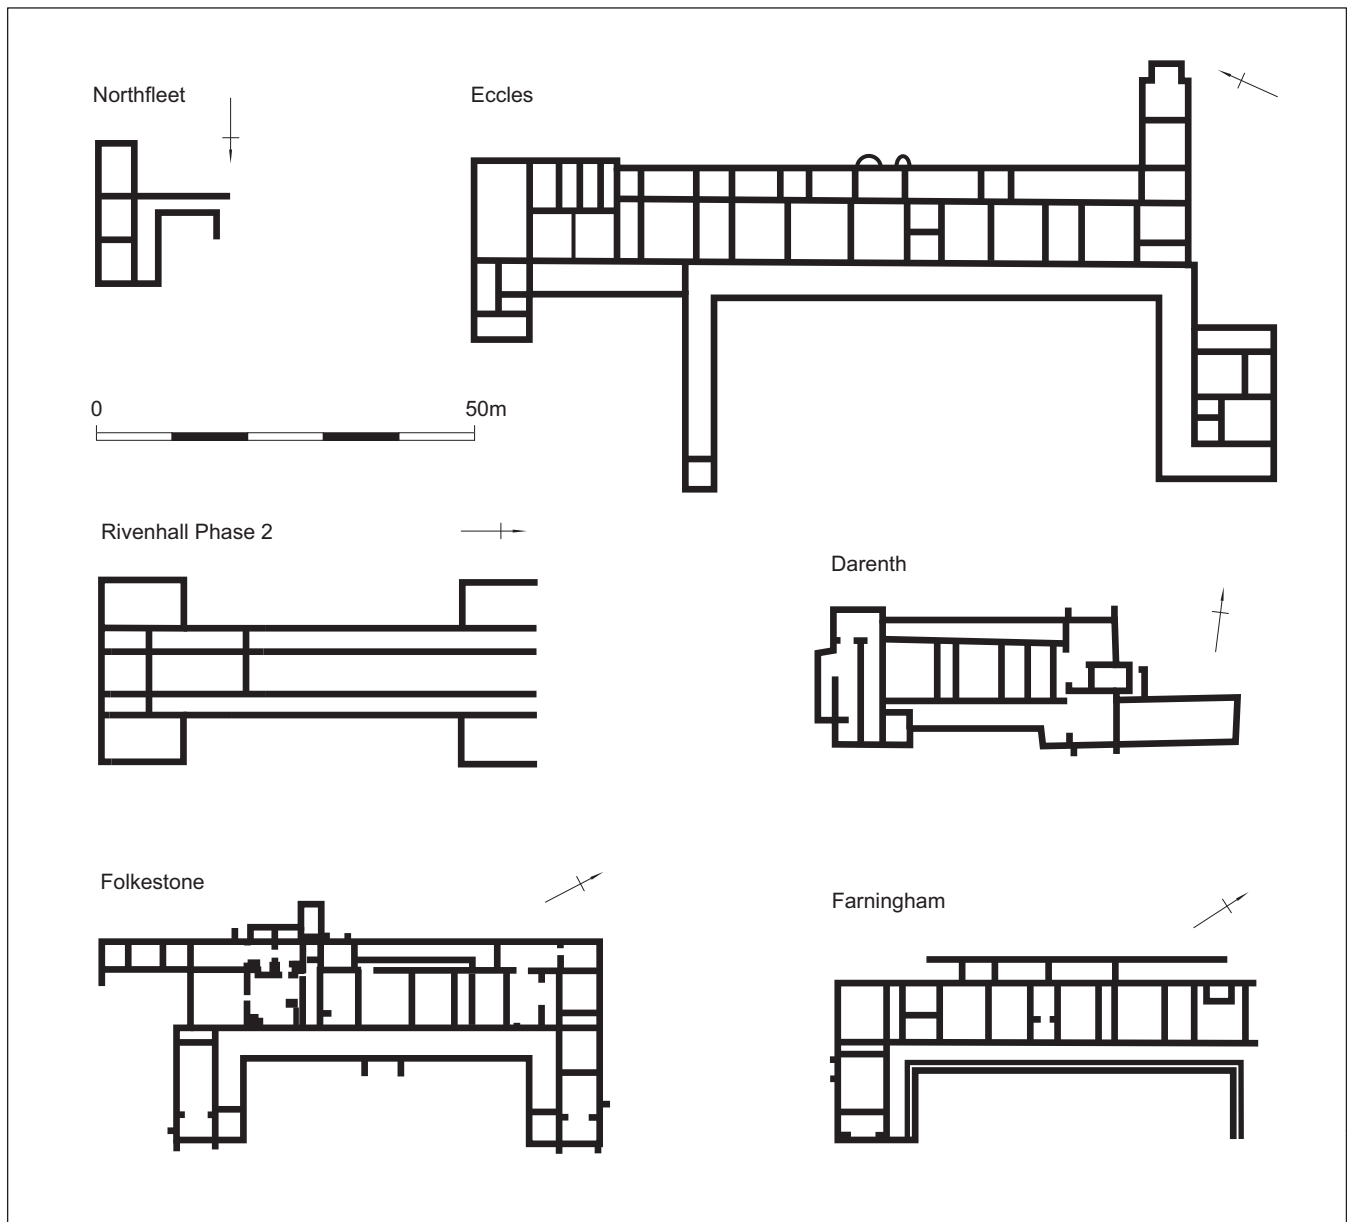 Northfleet
Eccles
0 50m
Rivenhall Phase 2
Darenth
Folkestone
Farningham